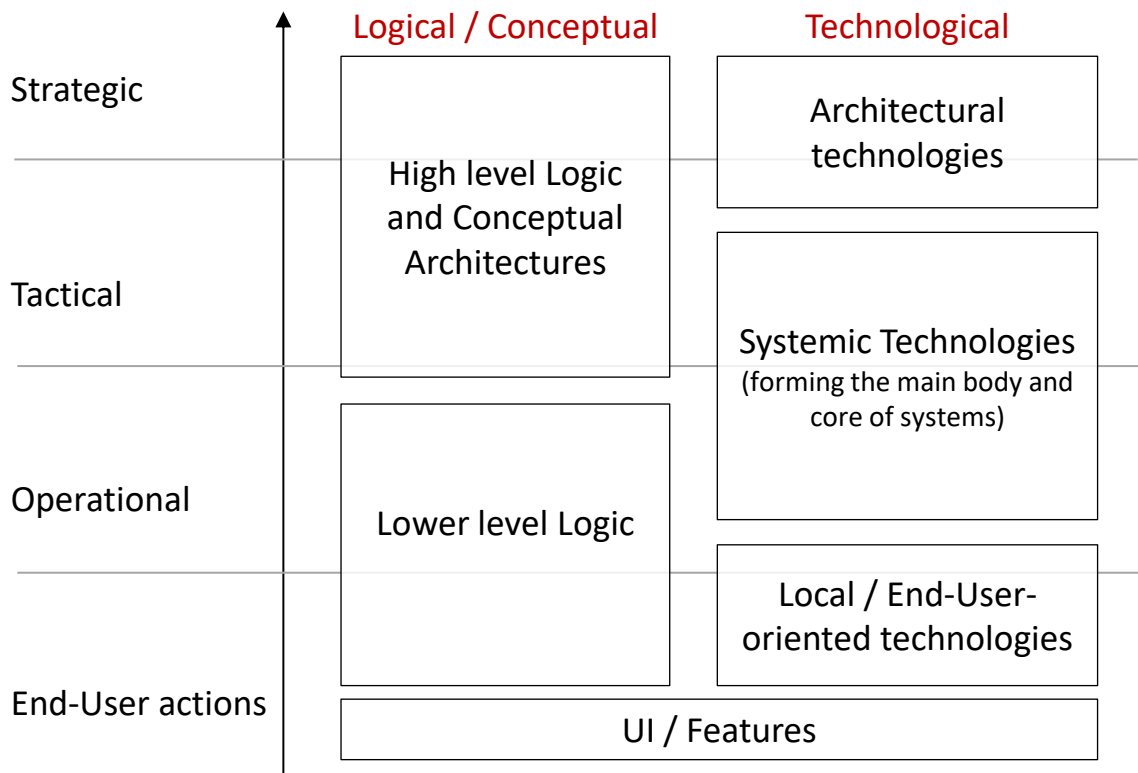 Logical / Conceptual
Technological
Strategic
Architectural
technologies
High level Logic
and Conceptual
Architectures
Tactical
Systemic Technologies
(forming the main body and
core of systems)
Operational
Lower level Logic
Local / End-User-
oriented technologies
End-User actions
UI / Features